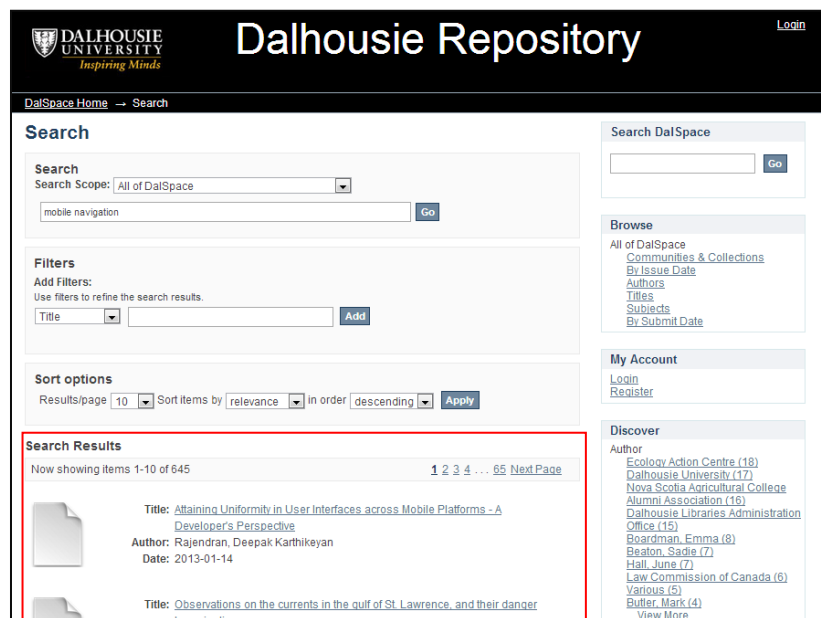 DALHOUSIE
UNIVERSITY
Inspiring Minds
Dalhousie Repository
Login
DalSpace Home → Search
Search
Search
Search Scope: All of DalSpace
mobile navigation Go
Filters
Add Filters:
Use filters to refine the search results.
Title Add
Sort options
Results/page 10 Sort items by relevance in order descending Apply
Search Results
Now showing items 1-10 of 645 1 2 3 4 . . . 65 Next Page
Title: Attaining Uniformity in User Interfaces across Mobile Platforms - A
Developer's Perspective
Author: Rajendran, Deepak Karthikeyan
Date: 2013-01-14
Title: Observations on the currents in the gulf of St. Lawrence, and their danger
Search DalSpace
Go
Browse
All of DalSpace
Communities & Collections
By Issue Date
Authors
Titles
Subjects
By Submit Date
My Account
Login
Register
Discover
Author
Ecology Action Centre (18)
Dalhousie University (17)
Nova Scotia Agricultural College
Alumni Association (16)
Dalhousie Libraries Administration
Office (15)
Boardman, Emma (8)
Beaton, Sadie (7)
Hall, June (7)
Law Commission of Canada (6)
Various (5)
Butler, Mark (4)
View More